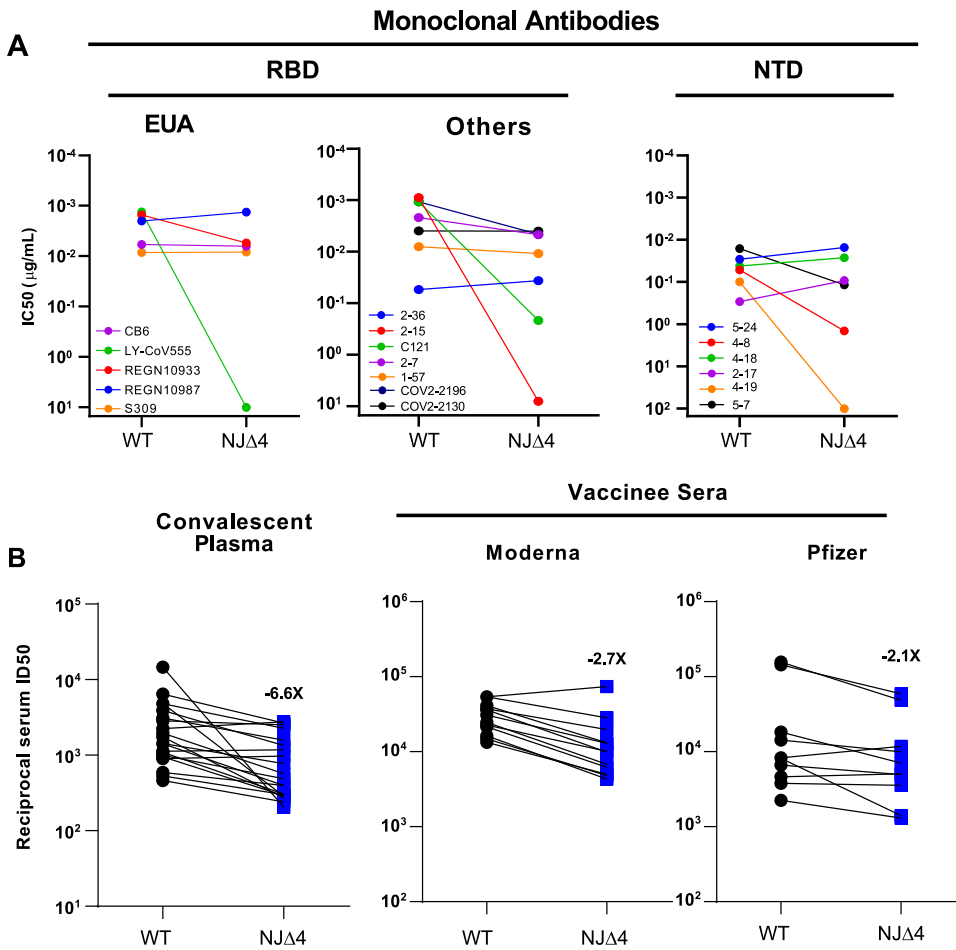 Monoclonal Antibodies
A
RBD
NTD
EUA
Others
IC50 (μg/mL)
10-4
10-3
10-2
10-1
100
101
CB6
LY-CoV555
REGN10933
REGN10987
S309
WT
NJΔ4
10-4
10-3
10-2
10-1
100
101
2-36
2-15
C121
2-7
1-57
COV2-2196
COV2-2130
WT
NJΔ4
10-4
10-3
10-2
10-1
100
101
102
5-24
4-8
4-18
2-17
4-19
5-7
WT
NJΔ4
Vaccinee Sera
Convalescent
Plasma
Moderna
Pfizer
B
Reciprocal serum ID50
105
104
103
102
101
-6.6X
WT
NJΔ4
106
105
104
103
102
-2.7X
WT
NJΔ4
106
105
104
103
102
-2.1X
WT
NJΔ4